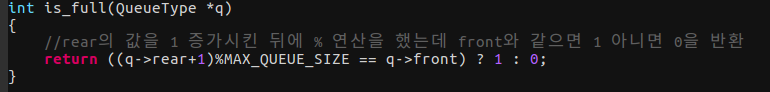 int is_full(QueueType *q)
{
//rear의 값을 1 증가시킨 뒤에 % 연산을 했는데 front와 같으면 1 아니면 0을 반환
return ((q->rear+1)%MAX_QUEUE_SIZE == q->front) ? 1 : 0;
}